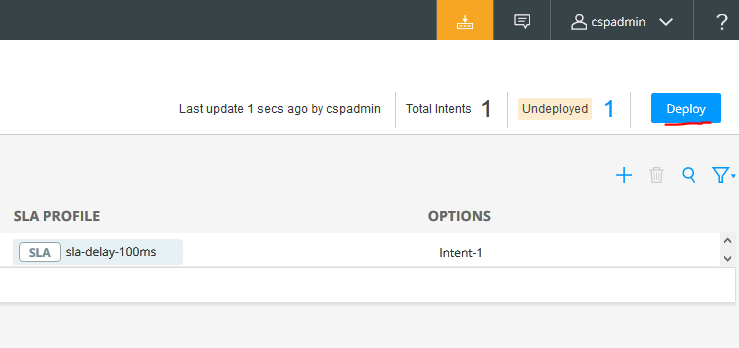 cspadmin ?
Last update 1 secs ago by cspadmin Total Intents 1 Undeployed 1 Deploy
SLA PROFILE OPTIONS
SLA sla-delay-100ms Intent-1